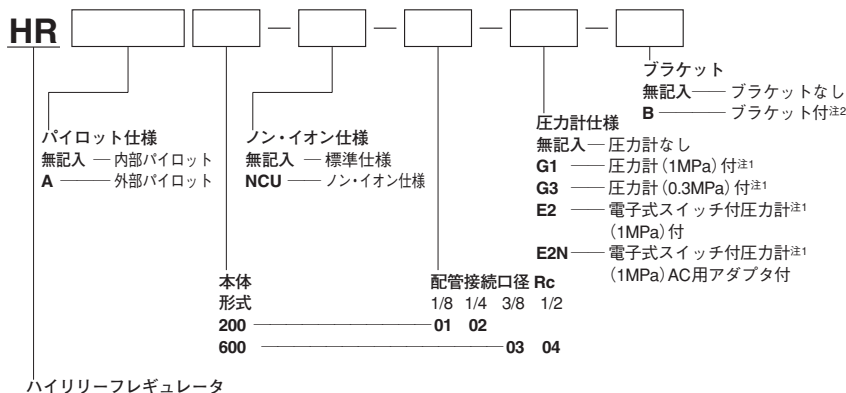 HR
ブラケット
無記入 ブラケットなし
B ブラケット付注2
圧力計仕様
無記入 圧力計なし
G1 圧力計（1MPa）付注1
G3 圧力計（0.3MPa）付注1
E2 電子式スイッチ付圧力計注1
（1MPa）付
E2N 電子式スイッチ付圧力計注1
（1MPa）AC用アダプタ付
パイロット仕様
無記入 内部パイロット
A 外部パイロット
ノン・イオン仕様
無記入 標準仕様
NCU ノン・イオン仕様
本体
形式
配管接続口径 Rc
1/8 1/4 3/8 1/2
200 01 02
600 03 04
ハイリリーフレギュレータ